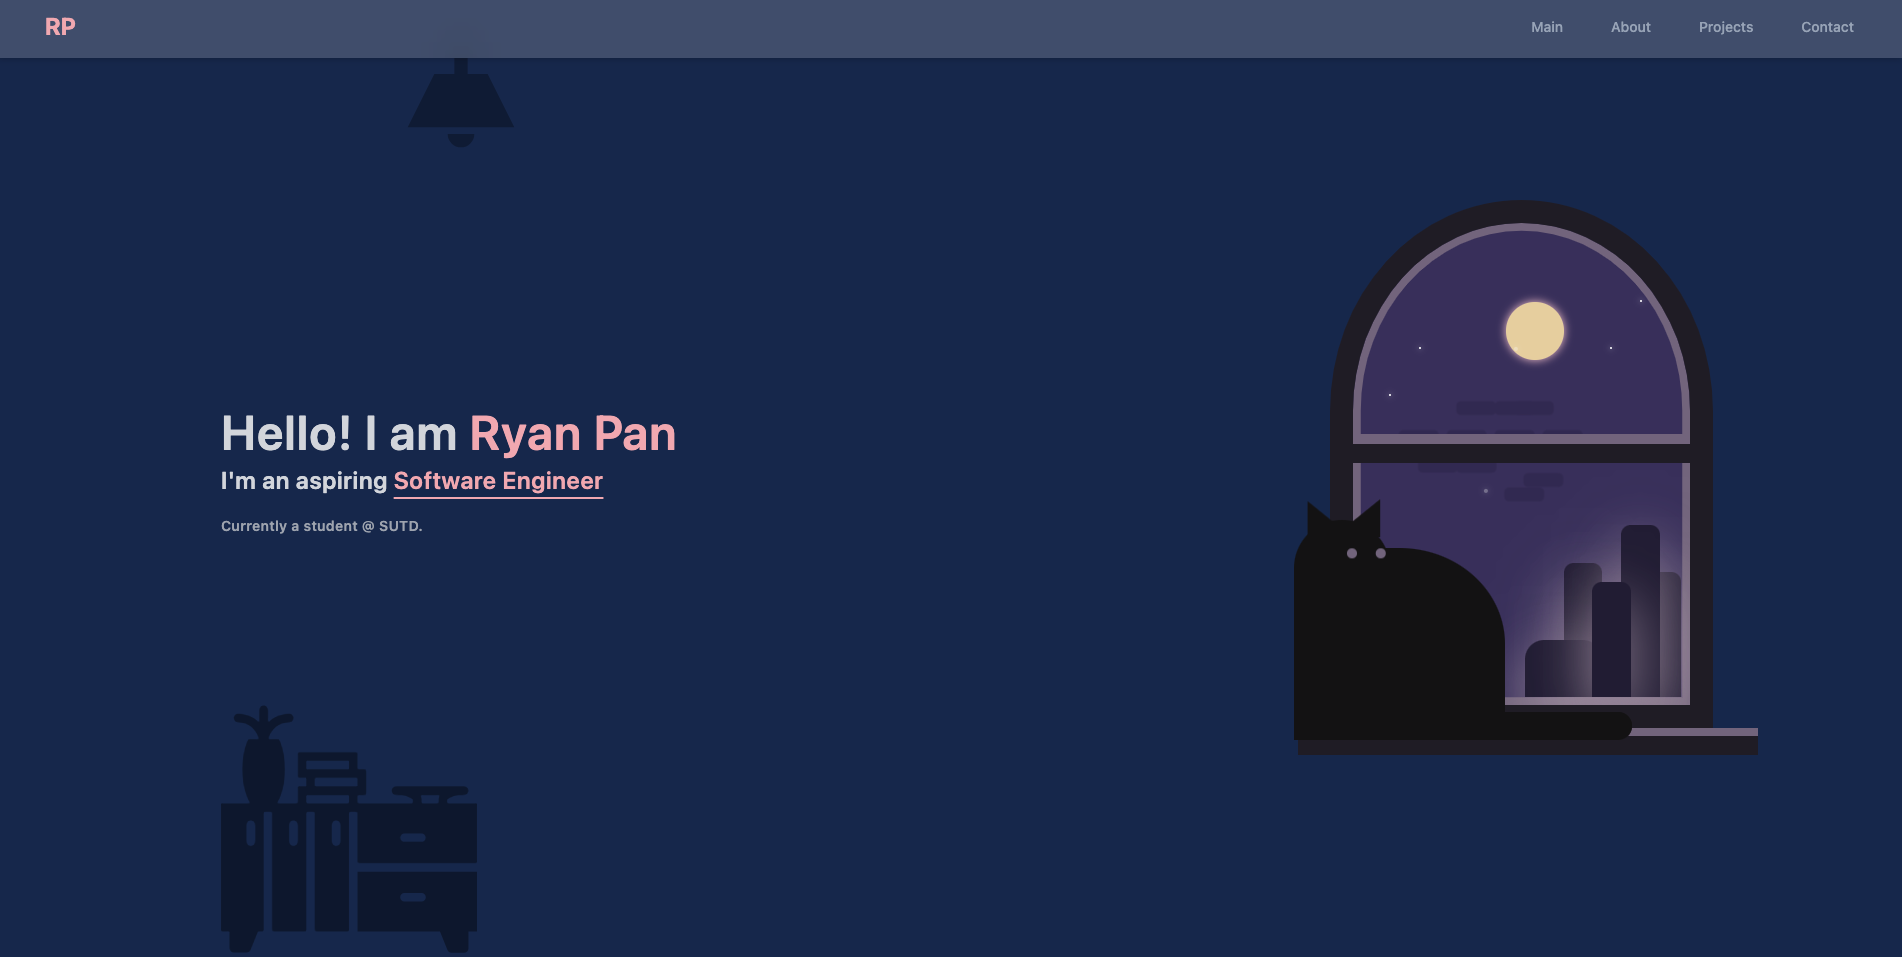 RP
Main About Projects Contact
Hello! I am Ryan Pan
I'm an aspiring Software Engineer
Currently a student @ SUTD.